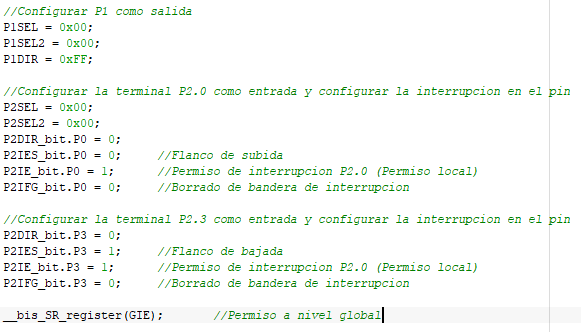 //Configurar P1 como salida
P1SEL = 0x00;
P1SEL2 = 0x00;
P1DIR = 0xFF;
//Configurar la terminal P2.0 como entrada y configurar la interrupcion en el pin
P2SEL = 0x00;
P2SEL2 = 0x00;
P2DIR_bit.P0 = 0;
P2IES_bit.P0 = 0; //Flanco de subida
P2IE_bit.P0 = 1; //Permiso de interrupcion P2.0 (Permiso local)
P2IFG_bit.P0 = 0; //Borrado de bandera de interrupcion
//Configurar la terminal P2.3 como entrada y configurar la interrupcion en el pin
P2DIR_bit.P3 = 0;
P2IES_bit.P3 = 1; //Flanco de bajada
P2IE_bit.P3 = 1; //Permiso de interrupcion P2.0 (Permiso local)
P2IFG_bit.P3 = 0; //Borrado de bandera de interrupcion
__bis_SR_register(GIE); //Permiso a nivel global